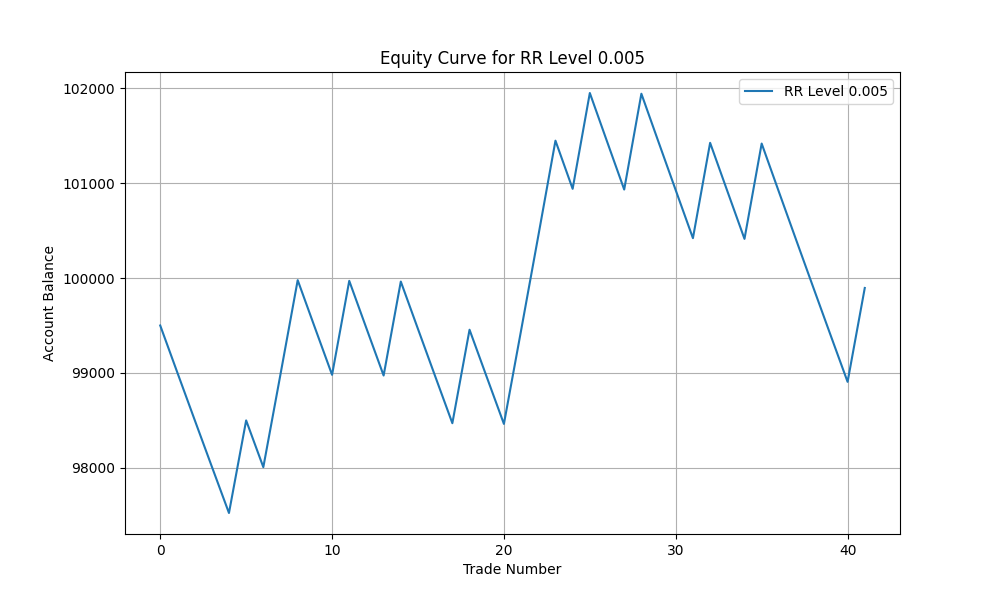 Equity Curve for RR Level 0.005
RR Level 0.005
102000
101000
100000
99000
98000
Account Balance
0 10 20 30 40
Trade Number